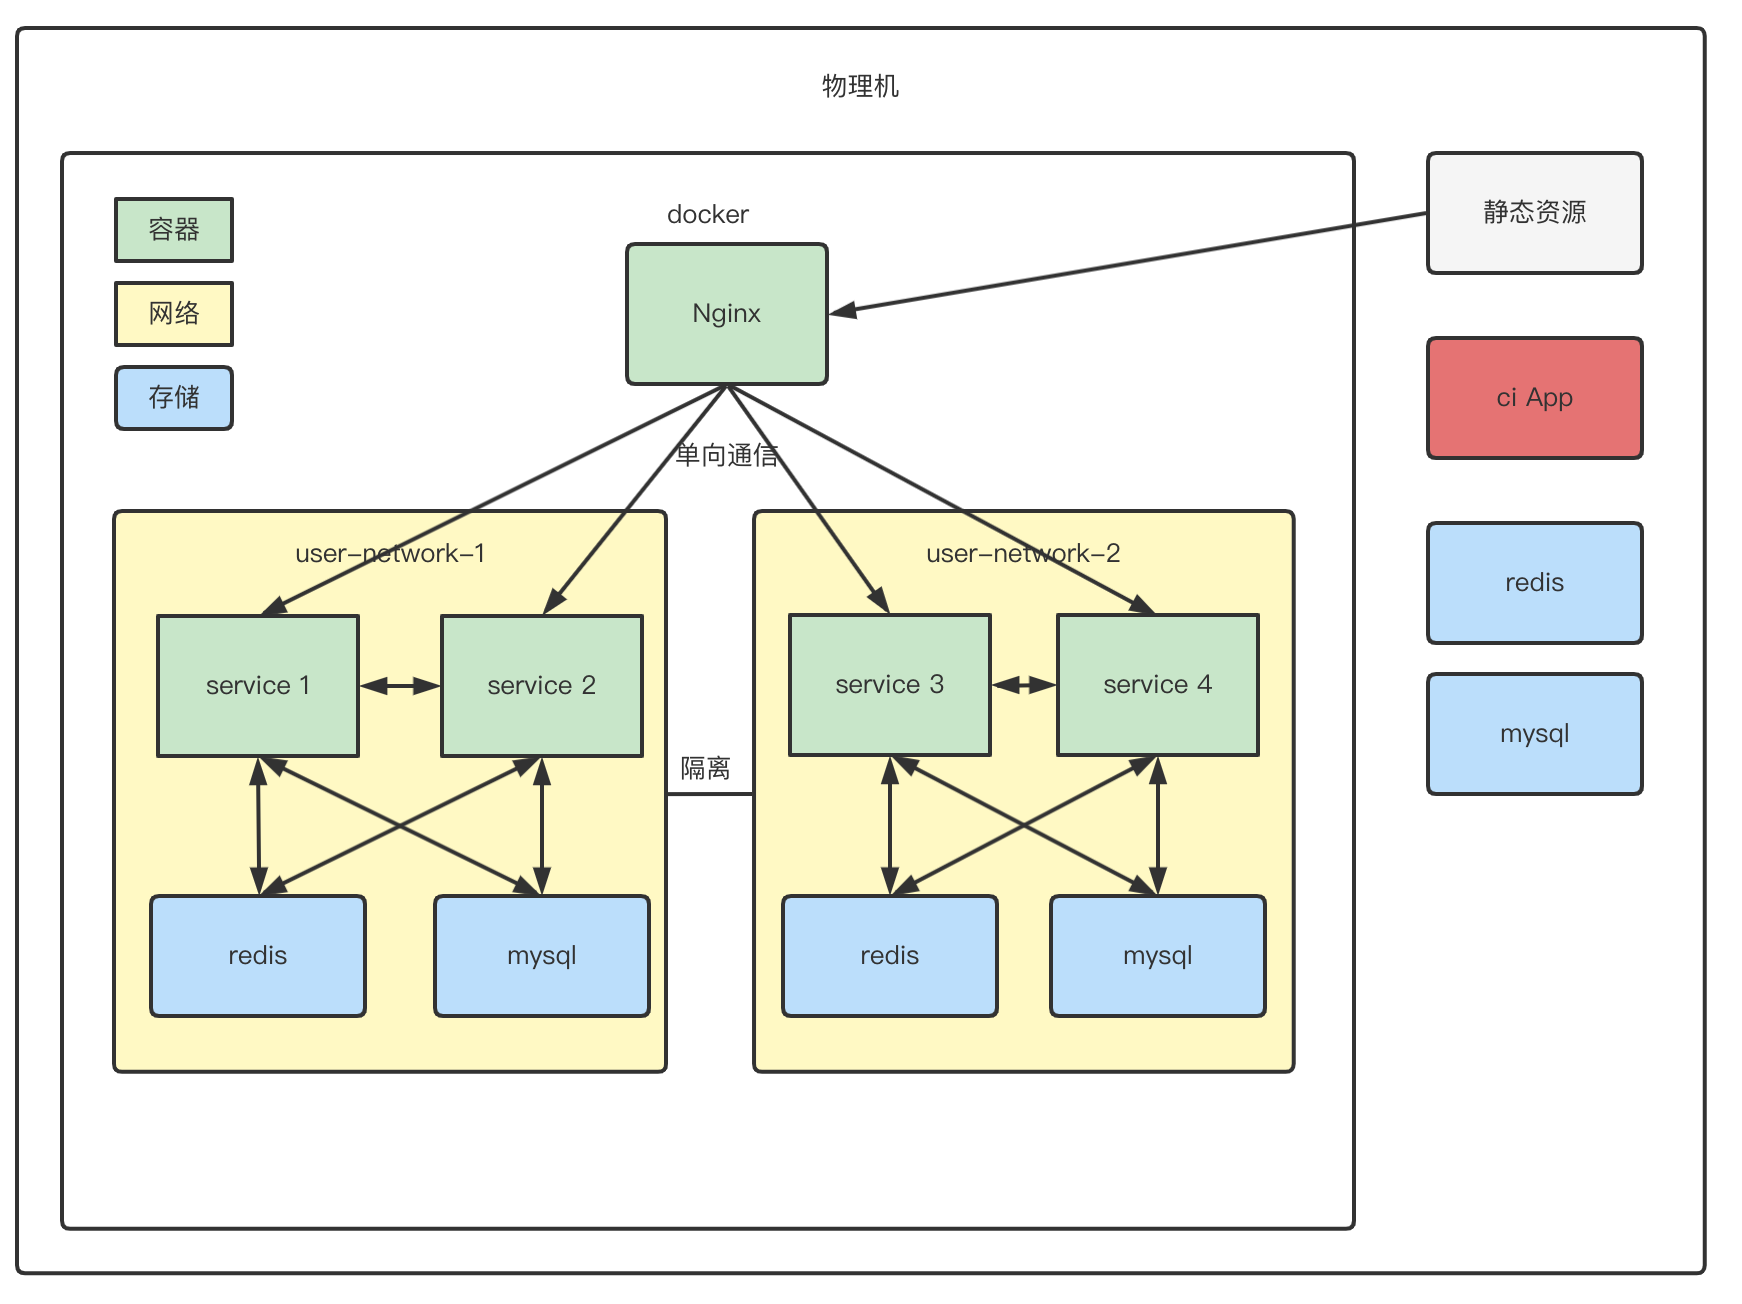 物理机
docker
容器
网络
存储
Nginx
静态资源
ci App
单向通信
user-network-1
user-network-2
redis
service 1
service 2
service 3
service 4
mysql
隔离
redis
mysql
redis
mysql